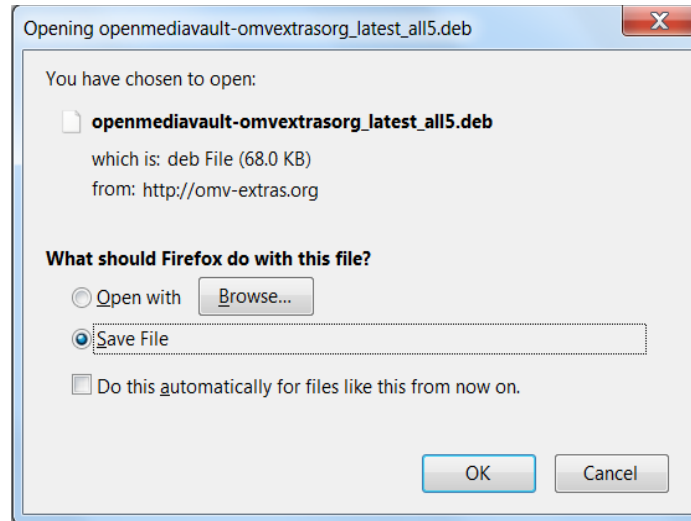 Opening openmediavault-omvextrasorg_latest_all5.deb
You have chosen to open:
openmediavault-omvextrasorg_latest_all5.deb
which is: deb File (68.0 KB)
from: http://omv-extras.org
What should Firefox do with this file?
Open with Browse...
Save File
Do this automatically for files like this from now on.
OK Cancel